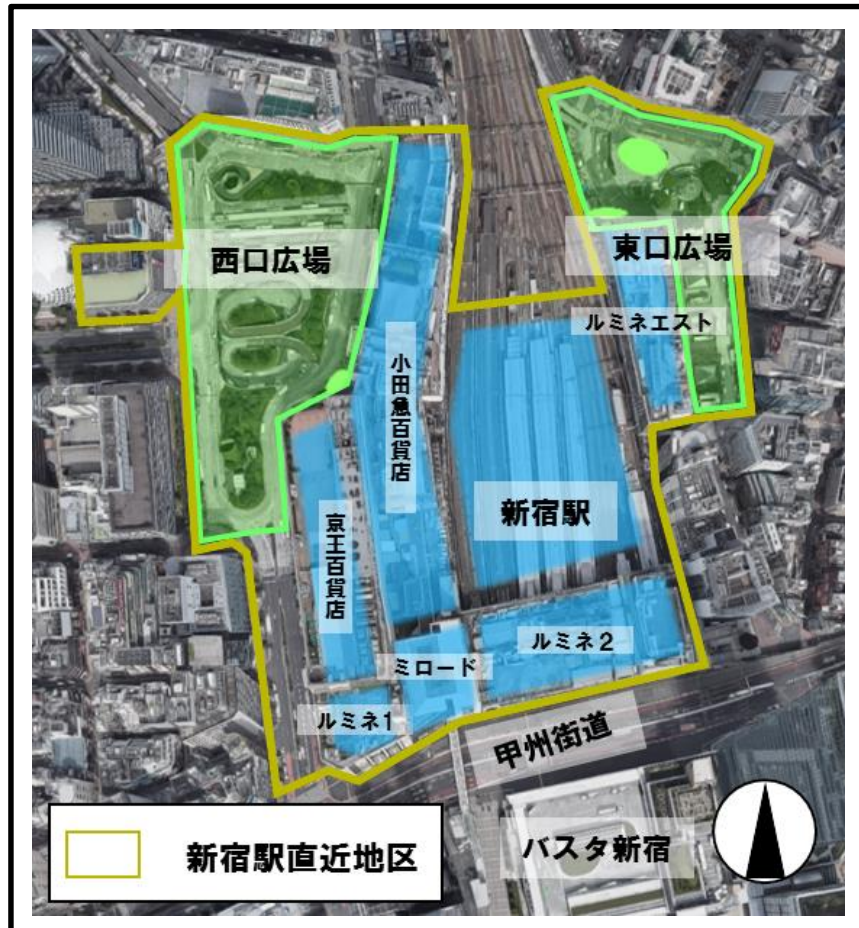 西口広場
東口広場
ルミネエスト
小田急百貨店
新宿駅
京王百貨店
ルミネ2
ミロード
ルミネ1
甲州街道
バスタ新宿
新宿駅直近地区